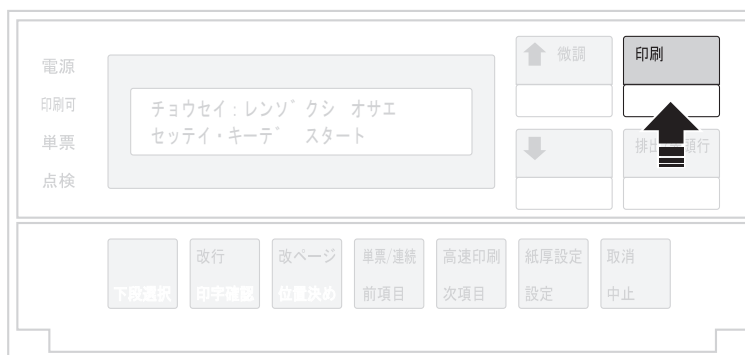 電源
印刷可
単票
点検
チョウセイ:レンゾクシ オサエ
セッテイ・キーデ スタート
微調
印刷
排出 頭行
改行
改ページ
単票/連続
高速印刷
紙厚設定
取消
下段選択
印字確認
位置決め
前項目
次項目
設定
中止